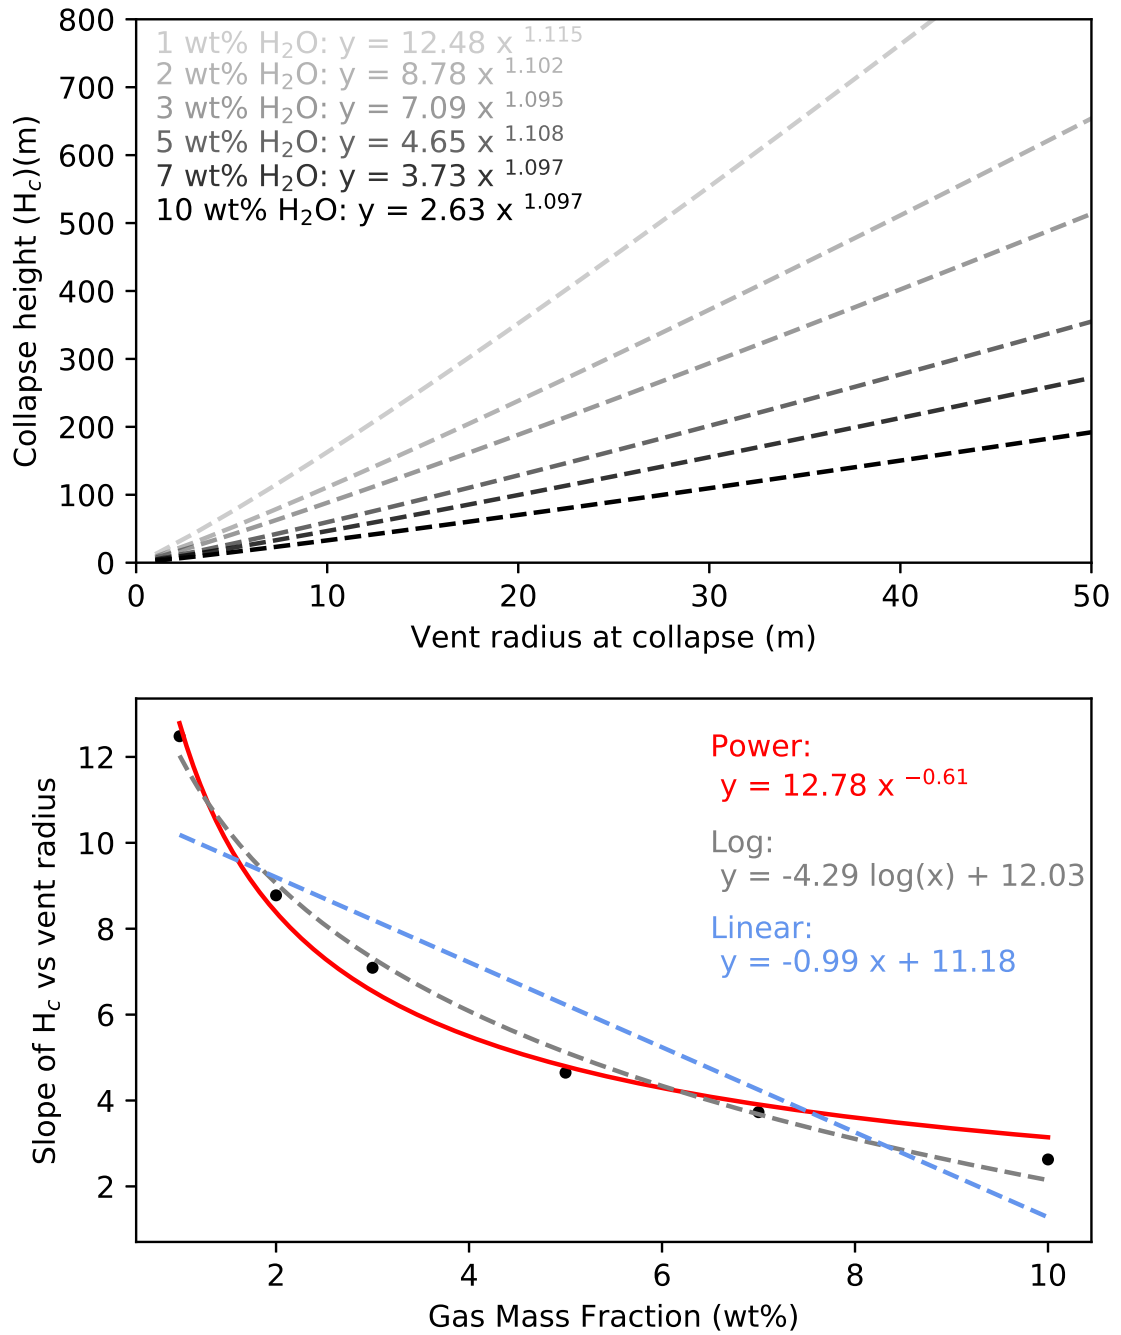 800
700
600
500
400
300
200
100
0
Collapse height (H_c)(m)
1 wt% H₂O: y = 12.48 x ^1.115
2 wt% H₂O: y = 8.78 x ^1.102
3 wt% H₂O: y = 7.09 x ^1.095
5 wt% H₂O: y = 4.65 x ^1.108
7 wt% H₂O: y = 3.73 x ^1.097
10 wt% H₂O: y = 2.63 x ^1.097
0 10 20 30 40 50
Vent radius at collapse (m)
12
10
8
6
4
2
Slope of H_c vs vent radius
Power:
y = 12.78 x ^−0.61
Log:
y = -4.29 log(x) + 12.03
Linear:
y = -0.99 x + 11.18
2 4 6 8 10
Gas Mass Fraction (wt%)